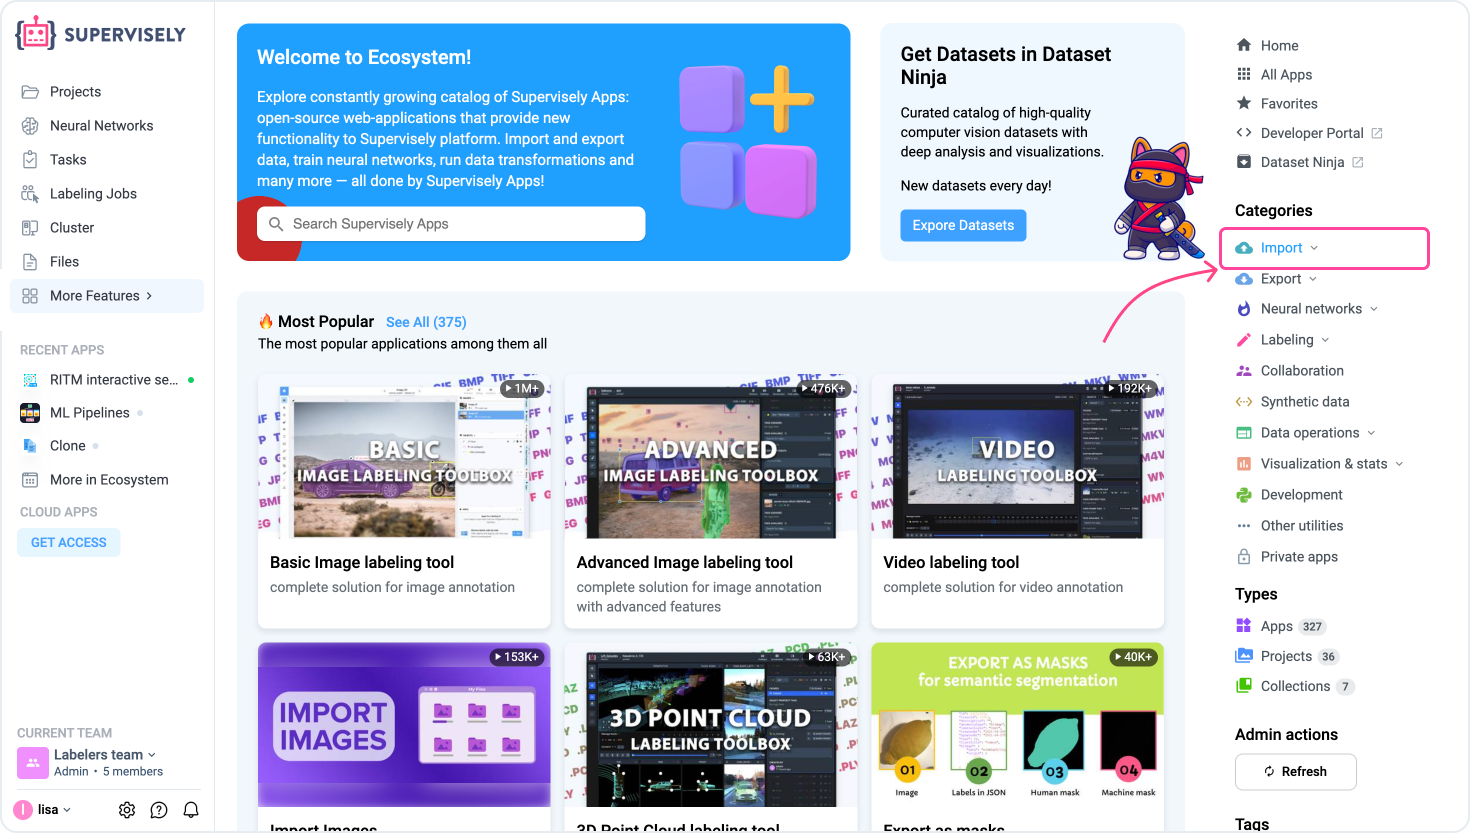 SUPERVISELY
Projects
Neural Networks
Tasks
Labeling Jobs
Cluster
Files
More Features
RECENT APPS
RITM interactive se...
ML Pipelines
Clone
More in Ecosystem
CLOUD APPS
GET ACCESS
CURRENT TEAM
Labelers team
Admin • 5 members
lisa
Welcome to Ecosystem!
Explore constantly growing catalog of Supervisely Apps:
open-source web-applications that provide new
functionality to Supervisely platform. Import and export
data, train neural networks, run data transformations and
many more — all done by Supervisely Apps!
Search Supervisely Apps
Get Datasets in Dataset
Ninja
Curated catalog of high-quality
computer vision datasets with
deep analysis and visualizations.
New datasets every day!
Expore Datasets
Most Popular See All (375)
The most popular applications among them all
1M+
BASIC
IMAGE LABELING TOOLBOX
Basic Image labeling tool
complete solution for image annotation
476K+
ADVANCED
IMAGE LABELING TOOLBOX
Advanced Image labeling tool
complete solution for image annotation
with advanced features
192K+
VIDEO
LABELING TOOLBOX
Video labeling tool
complete solution for video annotation
153K+
IMPORT
IMAGES
My Files
Import Images
63K+
3D POINT CLOUD
LABELING TOOLBOX
3D Point Cloud labeling tool
40K+
EXPORT AS MASKS
for semantic segmentation
01
02
03
04
Image
Labels in JSON
Human mask
Machine mask
Export as masks
Home
All Apps
Favorites
Developer Portal
Dataset Ninja
Categories
Import
Export
Neural networks
Labeling
Collaboration
Synthetic data
Data operations
Visualization & stats
Development
Other utilities
Private apps
Types
Apps 327
Projects 36
Collections 7
Admin actions
Refresh
Tags